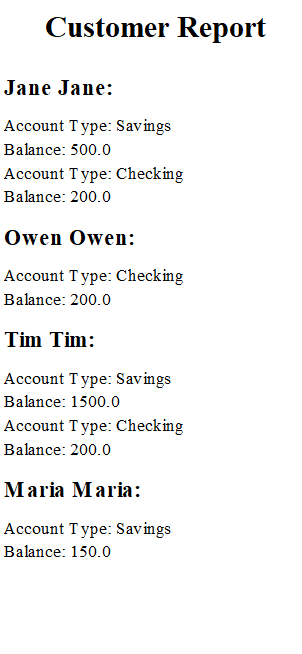 Customer Report
Jane Jane:
Account Type: Savings
Balance: 500.0
Account Type: Checking
Balance: 200.0
Owen Owen:
Account Type: Checking
Balance: 200.0
Tim Tim:
Account Type: Savings
Balance: 1500.0
Account Type: Checking
Balance: 200.0
Maria Maria:
Account Type: Savings
Balance: 150.0